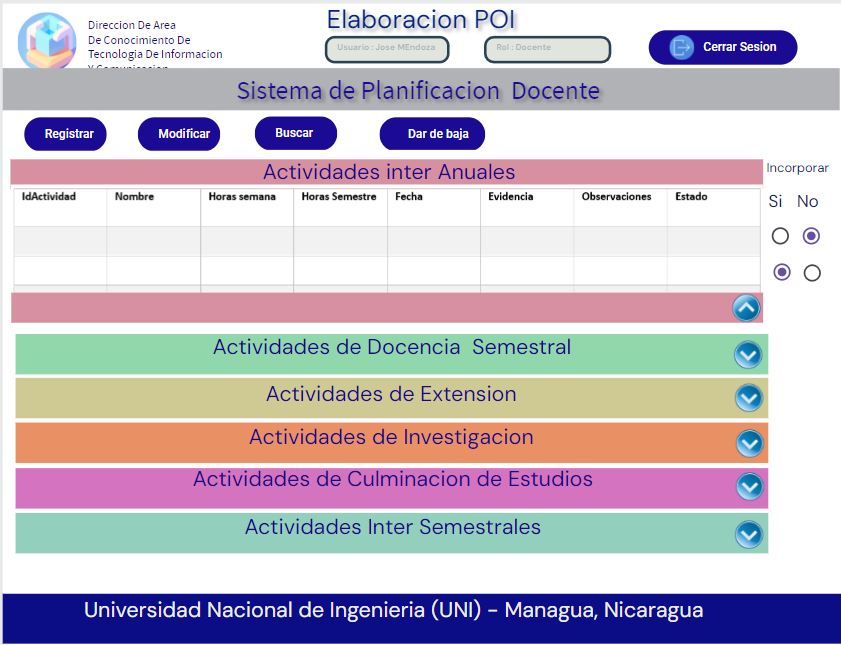 Elaboracion POI
Direccion De Area
De Conocimiento De
Tecnologia De Informacion
Y Comunicacion
Usuario : Jose MEndoza
Rol : Docente
Cerrar Sesion
Sistema de Planificacion Docente
Registrar
Modificar
Buscar
Dar de baja
Actividades inter Anuales
Incorporar
IdActividad Nombre Horas semana Horas Semestre Fecha Evidencia Observaciones Estado
Si No
Actividades de Docencia Semestral
Actividades de Extension
Actividades de Investigacion
Actividades de Culminacion de Estudios
Actividades Inter Semestrales
Universidad Nacional de Ingenieria (UNI) - Managua, Nicaragua